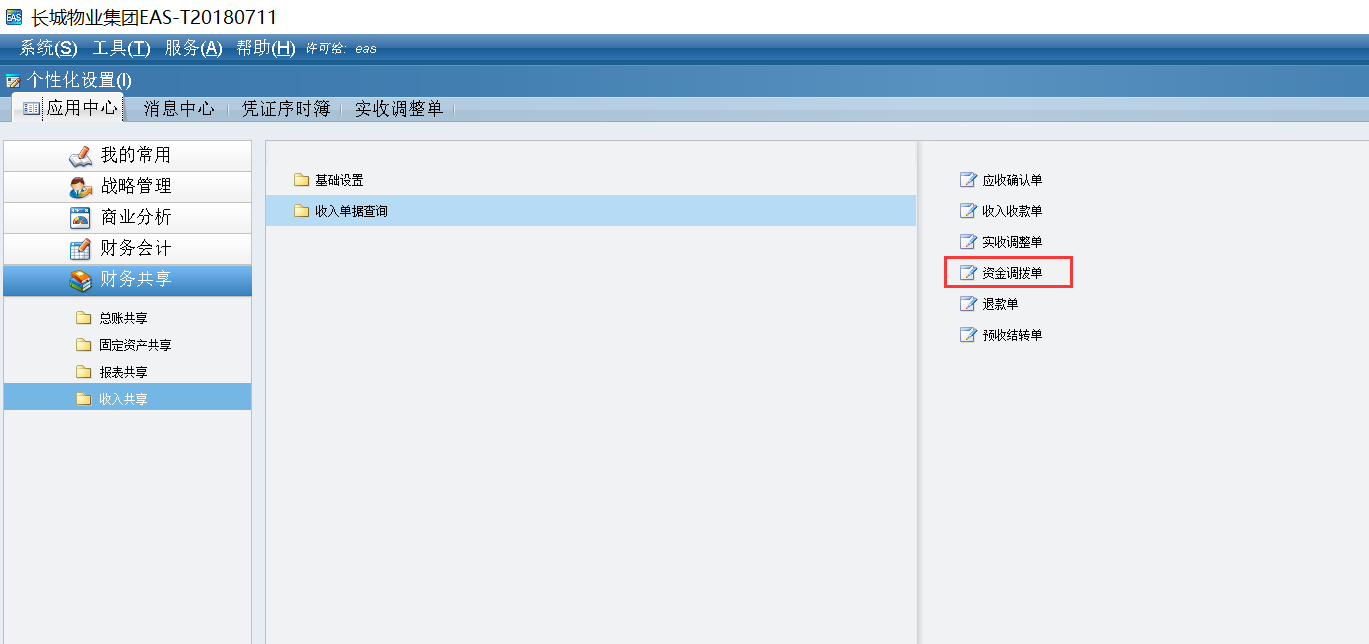 长城物业集团EAS-T20180711
系统(S) 工具(T) 服务(A) 帮助(H) 许可给: eas
个性化设置(I)
应用中心 消息中心 凭证序时簿 实收调整单
我的常用
战略管理
商业分析
财务会计
财务共享
总账共享
固定资产共享
报表共享
收入共享
基础设置
收入单据查询
应收确认单
收入收款单
实收调整单
资金调拨单
退款单
预收结转单